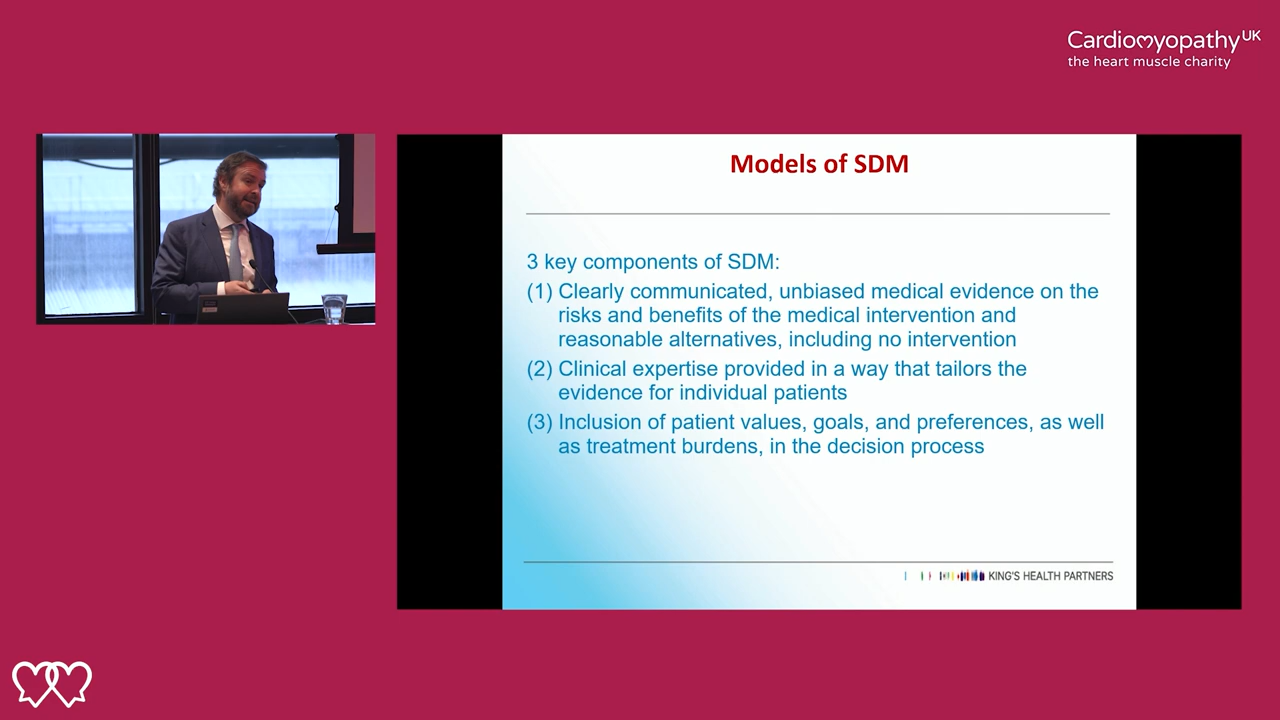 Cardiomyopathy UK
the heart muscle charity
Models of SDM
3 key components of SDM:
(1) Clearly communicated, unbiased medical evidence on the
risks and benefits of the medical intervention and
reasonable alternatives, including no intervention
(2) Clinical expertise provided in a way that tailors the
evidence for individual patients
(3) Inclusion of patient values, goals, and preferences, as well
as treatment burdens, in the decision process
KING'S HEALTH PARTNERS